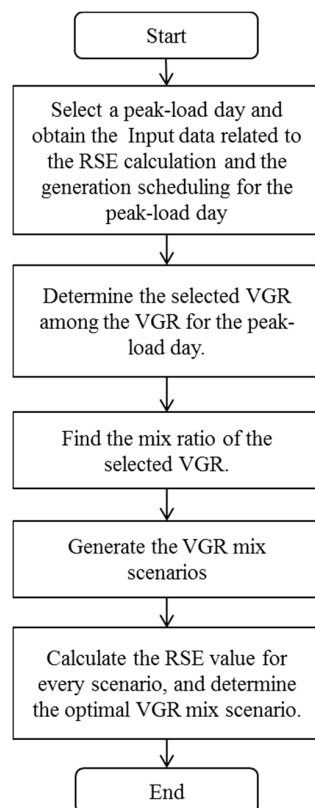 Start
Select a peak-load day and
obtain the Input data related to
the RSE calculation and the
generation scheduling for the
peak-load day
Determine the selected VGR
among the VGR for the peak-
load day.
Find the mix ratio of the
selected VGR.
Generate the VGR mix
scenarios
Calculate the RSE value for
every scenario, and determine
the optimal VGR mix scenario.
End